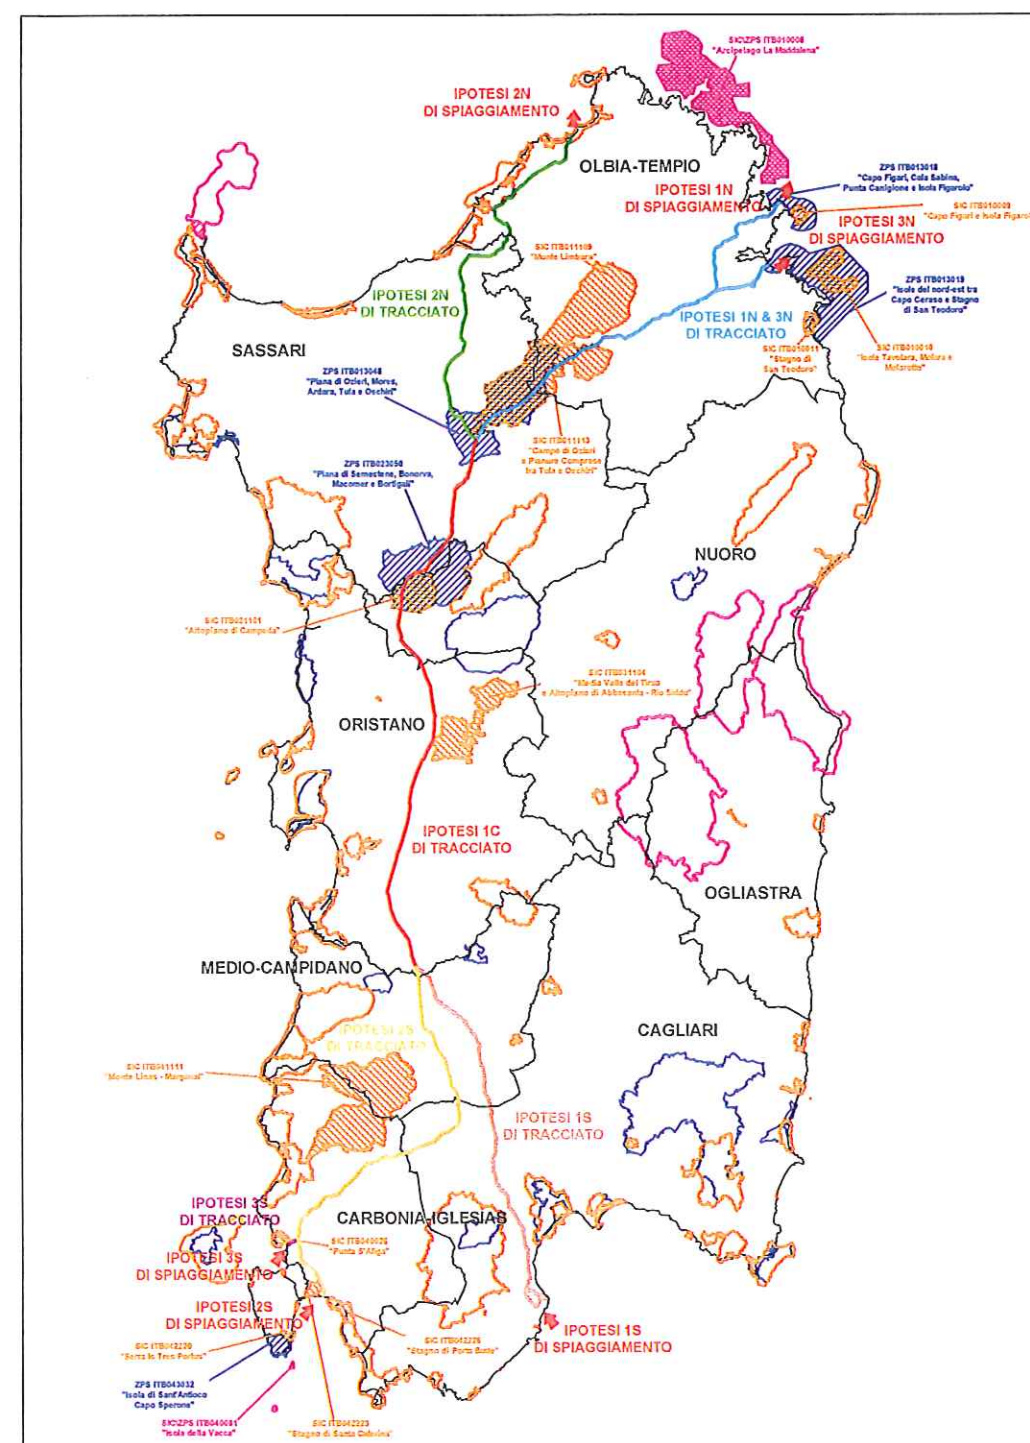 SIC\ZPS ITB010008
"Arcipelago La Maddalena"
IPOTESI 2N
DI SPIAGGIAMENTO
OLBIA-TEMPIO
ZPS ITB013018
"Capo Figari, Cala Sabina,
Punta Canigione e Isola Figarolo"
IPOTESI 1N
DI SPIAGGIAMENTO
SIC ITB010009
"Capo Figari e Isola Figarolo"
IPOTESI 3N
DI SPIAGGIAMENTO
SIC ITB011109
"Monte Limbara"
ZPS ITB013019
"Isole del nord-est tra
Capo Ceraso e Stagno
di San Teodoro"
IPOTESI 2N
DI TRACCIATO
IPOTESI 1N & 3N
DI TRACCIATO
SIC ITB010011
"Stagno di
San Teodoro"
SIC ITB010010
"Isole Tavolara, Molara e
Molarotto"
SASSARI
ZPS ITB013048
"Piana di Ozieri, Mores,
Ardara, Tula e Oschiri"
SIC ITB011113
"Campo di Ozieri
e Pianure Comprese
tra Tula e Oschiri"
ZPS ITB023050
"Piana di Semestene, Bonorva,
Macomer e Bortigali"
NUORO
SIC ITB021101
"Altopiano di Campeda"
SIC ITB031104
"Media Valle del Tirso
e Altopiano di Abbasanta - Rio Siddu"
ORISTANO
IPOTESI 1C
DI TRACCIATO
OGLIASTRA
MEDIO-CAMPIDANO
CAGLIARI
IPOTESI 2S
DI TRACCIATO
SIC ITB041111
"Monte Linas - Marganai"
IPOTESI 1S
DI TRACCIATO
IPOTESI 3S
DI TRACCIATO
CARBONIA-IGLESIAS
SIC ITB040028
"Punta S'Aliga"
IPOTESI 3S
DI SPIAGGIAMENTO
IPOTESI 2S
DI SPIAGGIAMENTO
IPOTESI 1S
DI SPIAGGIAMENTO
SIC ITB042220
"Serra is Tres Portus"
SIC ITB042226
"Stagno di Porto Botte"
ZPS ITB043032
"Isola di Sant'Antioco
Capo Sperone"
SIC\ZPS ITB040081
"Isola della Vacca"
SIC ITB042223
"Stagno di Santa Caterina"